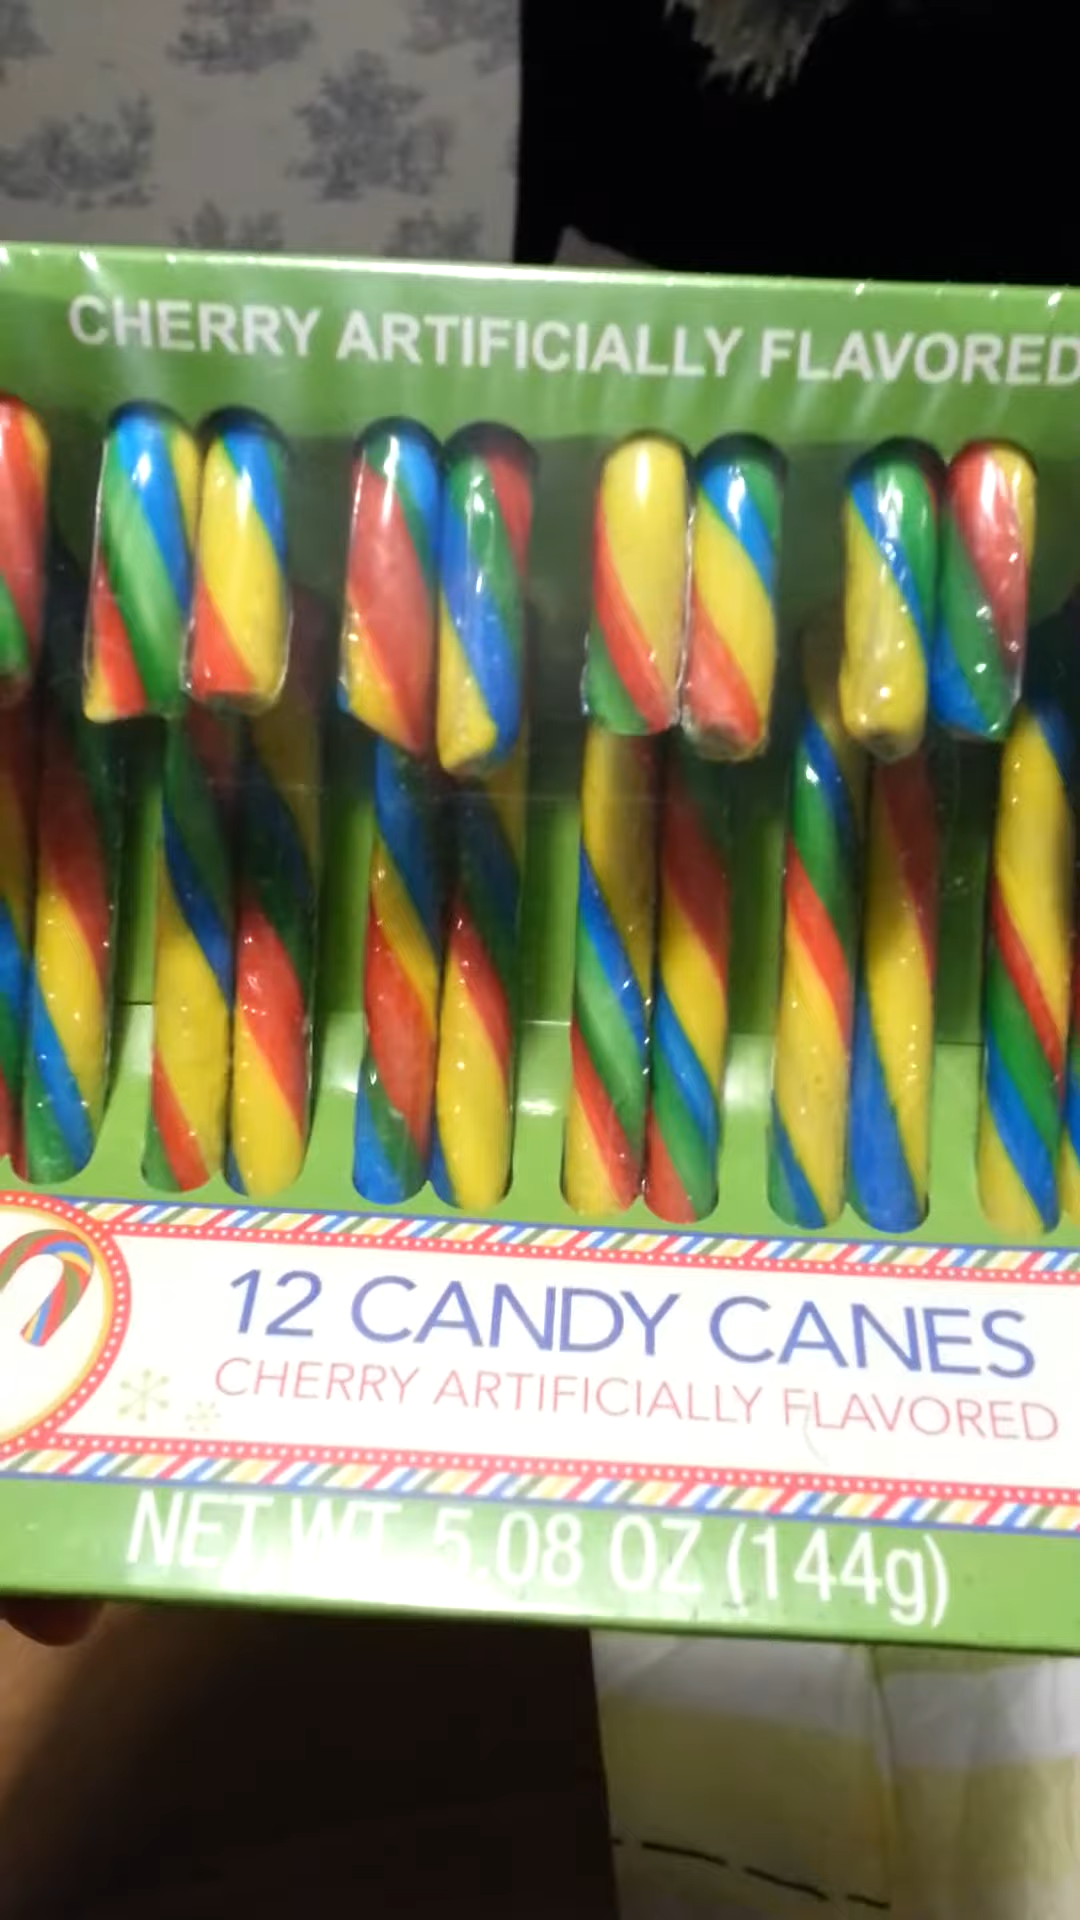 CHERRY ARTIFICIALLY FLAVORED
12 CANDY CANES
CHERRY ARTIFICIALLY FLAVORED
NET WT. 5.08 OZ (144g)